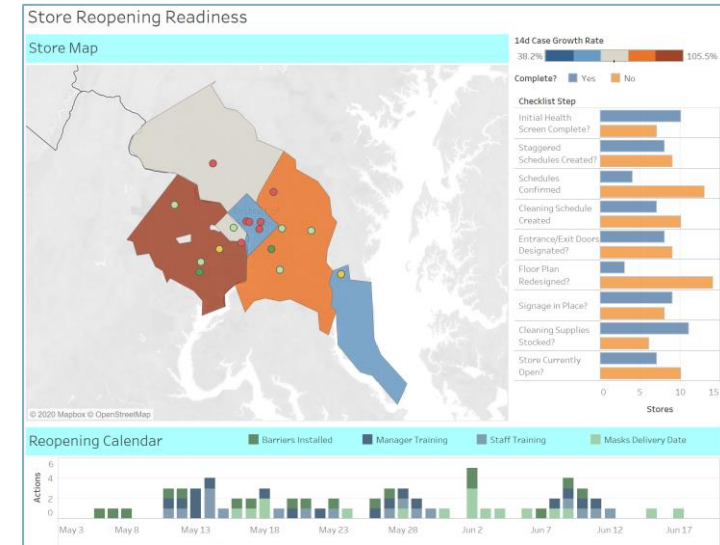 Store Reopening Readiness
Store Map
14d Case Growth Rate
38.2%
105.5%
Complete?
Yes
No
Checklist Step
Initial Health
Screen Complete?
Staggered
Schedules Created?
Schedules
Confirmed
Cleaning Schedule
Created
Entrance/Exit Doors
Designated?
Floor Plan
Redesigned?
Signage in Place?
Cleaning Supplies
Stocked?
Store Currently
Open?
0 5 10 15
Stores
© 2020 Mapbox © OpenStreetMap
Reopening Calendar
Barriers Installed
Manager Training
Staff Training
Masks Delivery Date
Actions
6
4
2
0
May 3 May 8 May 13 May 18 May 23 May 28 Jun 2 Jun 7 Jun 12 Jun 17